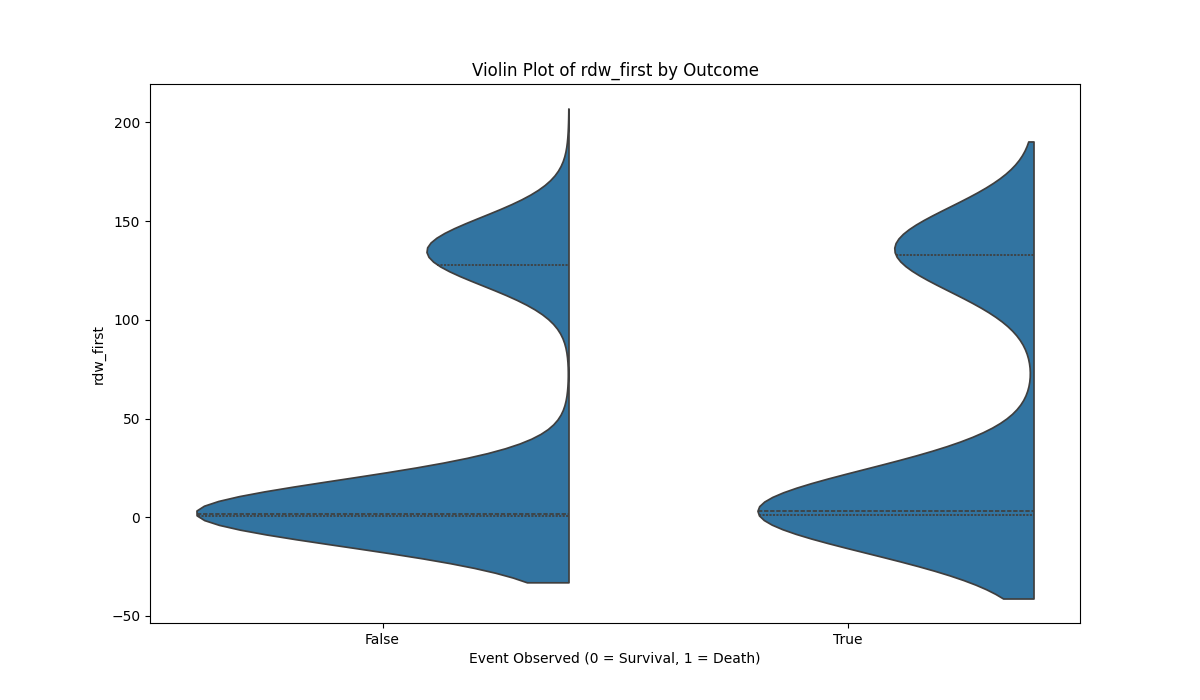 Violin Plot of rdw_first by Outcome
200
150
100
50
0
−50
rdw_first
False
True
Event Observed (0 = Survival, 1 = Death)